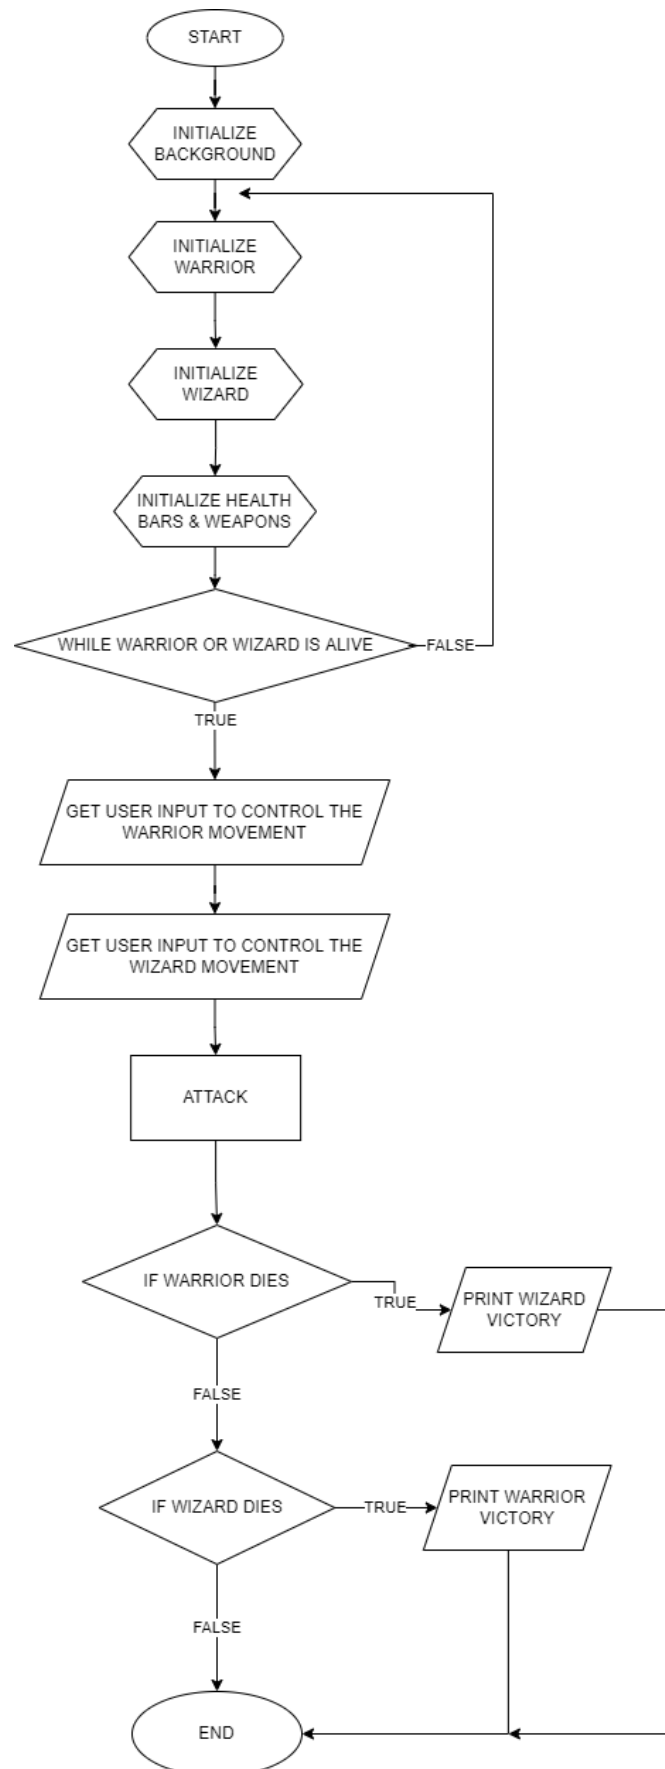 START
INITIALIZE
BACKGROUND
INITIALIZE
WARRIOR
INITIALIZE
WIZARD
INITIALIZE HEALTH
BARS & WEAPONS
WHILE WARRIOR OR WIZARD IS ALIVE
FALSE
TRUE
GET USER INPUT TO CONTROL THE
WARRIOR MOVEMENT
GET USER INPUT TO CONTROL THE
WIZARD MOVEMENT
ATTACK
IF WARRIOR DIES
TRUE
PRINT WIZARD
VICTORY
FALSE
IF WIZARD DIES
TRUE
PRINT WARRIOR
VICTORY
FALSE
END